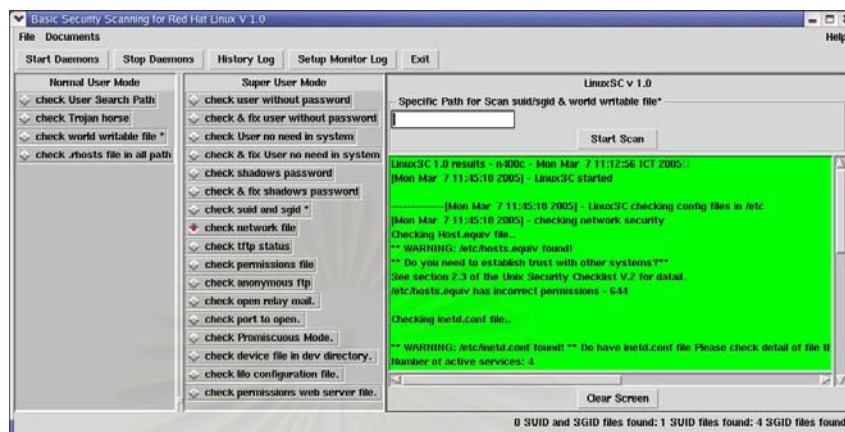 Basic Security Scanning for Red Hat Linux V 1.0
File Documents Help
Start Daemons Stop Daemons History Log Setup Monitor Log Exit
Normal User Mode
check User Search Path
check Trojan horse
check world writable file *
check .rhosts file in all path
Super User Mode
check user without password
check & fix user without password
check User no need in system
check & fix User no need in system
check shadows password
check & fix shadows password
check suid and sgid *
check network file
check tftp status
check permissions file
check anonymous ftp
check open relay mail.
check port to open.
check Promiscuous Mode.
check device file in dev directory.
check lilo configuration file.
check permissions web server file.
LinuxSC v 1.0
Specific Path for Scan suid/sgid & world writable file*
Start Scan
LinuxSC 1.0 results - n400c - Mon Mar 7 11:12:56 ICT 2005
[Mon Mar 7 11:45:18 2005] - LinuxSC started
--------------[Mon Mar 7 11:45:18 2005] - LinuxSC checking config files in /etc
[Mon Mar 7 11:45:18 2005] - checking network security
Checking Host.equiv file..
** WARNING: /etc/hosts.equiv found!
** Do you need to establish trust with other systems?**
See section 2.3 of the Unix Security Checklist V.2 for datail.
/etc/hosts.equiv has incorrect permissions - 644
Checking inetd.conf file..
** WARNING: /etc/inetd.conf found! ** Do have inetd.conf file Please check detail of file
Number of active services: 4
Clear Screen
0 SUID and SGID files found: 1 SUID files found: 4 SGID files found